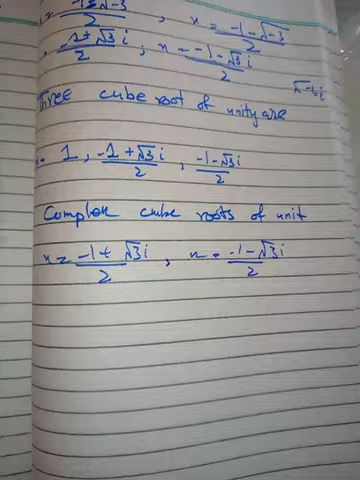 -1+√-3/2 , x = -1-√-3/2
-1+√3 i/2 ; x = -1-√3 i/2
√-1=i
Three cube root of unity are
= 1 , -1+√3 i/2 , -1-√3 i/2
Complex cube roots of unit
x = -1+ √3 i/2 , x = -1-√3 i/2